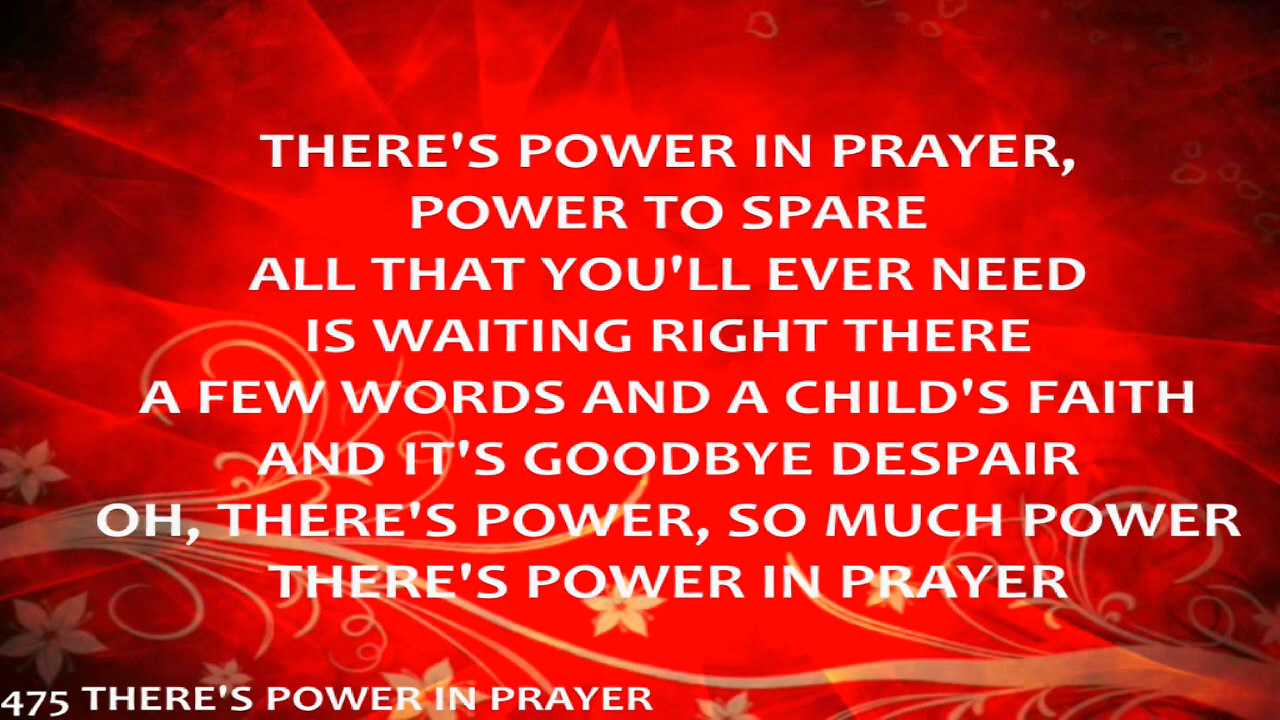 THERE'S POWER IN PRAYER,
POWER TO SPARE
ALL THAT YOU'LL EVER NEED
IS WAITING RIGHT THERE
A FEW WORDS AND A CHILD'S FAITH
AND IT'S GOODBYE DESPAIR
OH, THERE'S POWER, SO MUCH POWER
THERE'S POWER IN PRAYER
475 THERE'S POWER IN PRAYER